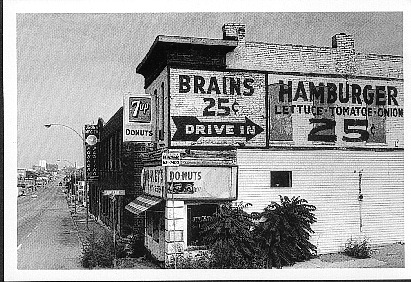 BRAINS
25¢
DRIVE IN
HAMBURGER
LETTUCE-TOMATOE-ONION
25¢
7up
DONUTS
DONUTS